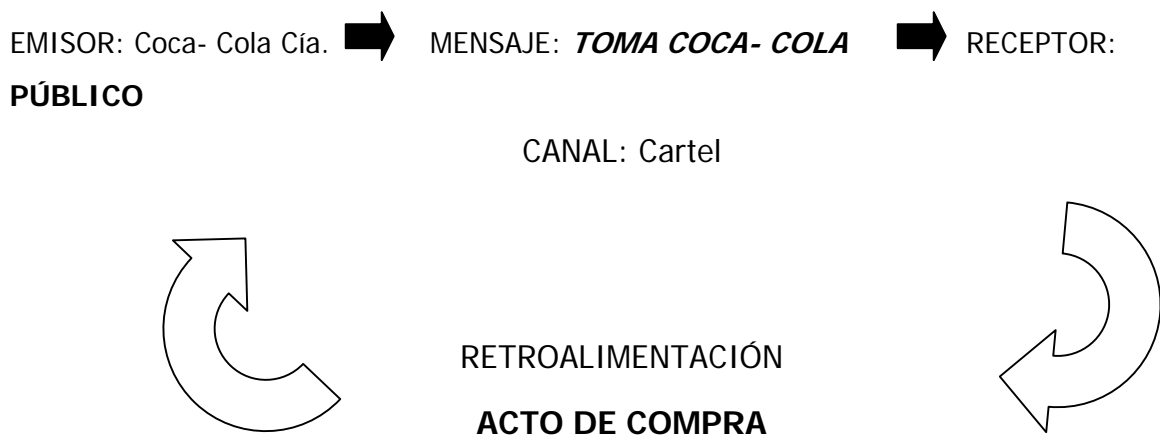 EMISOR: Coca- Cola Cía. MENSAJE: TOMA COCA- COLA RECEPTOR:
PÚBLICO
CANAL: Cartel
RETROALIMENTACIÓN
ACTO DE COMPRA